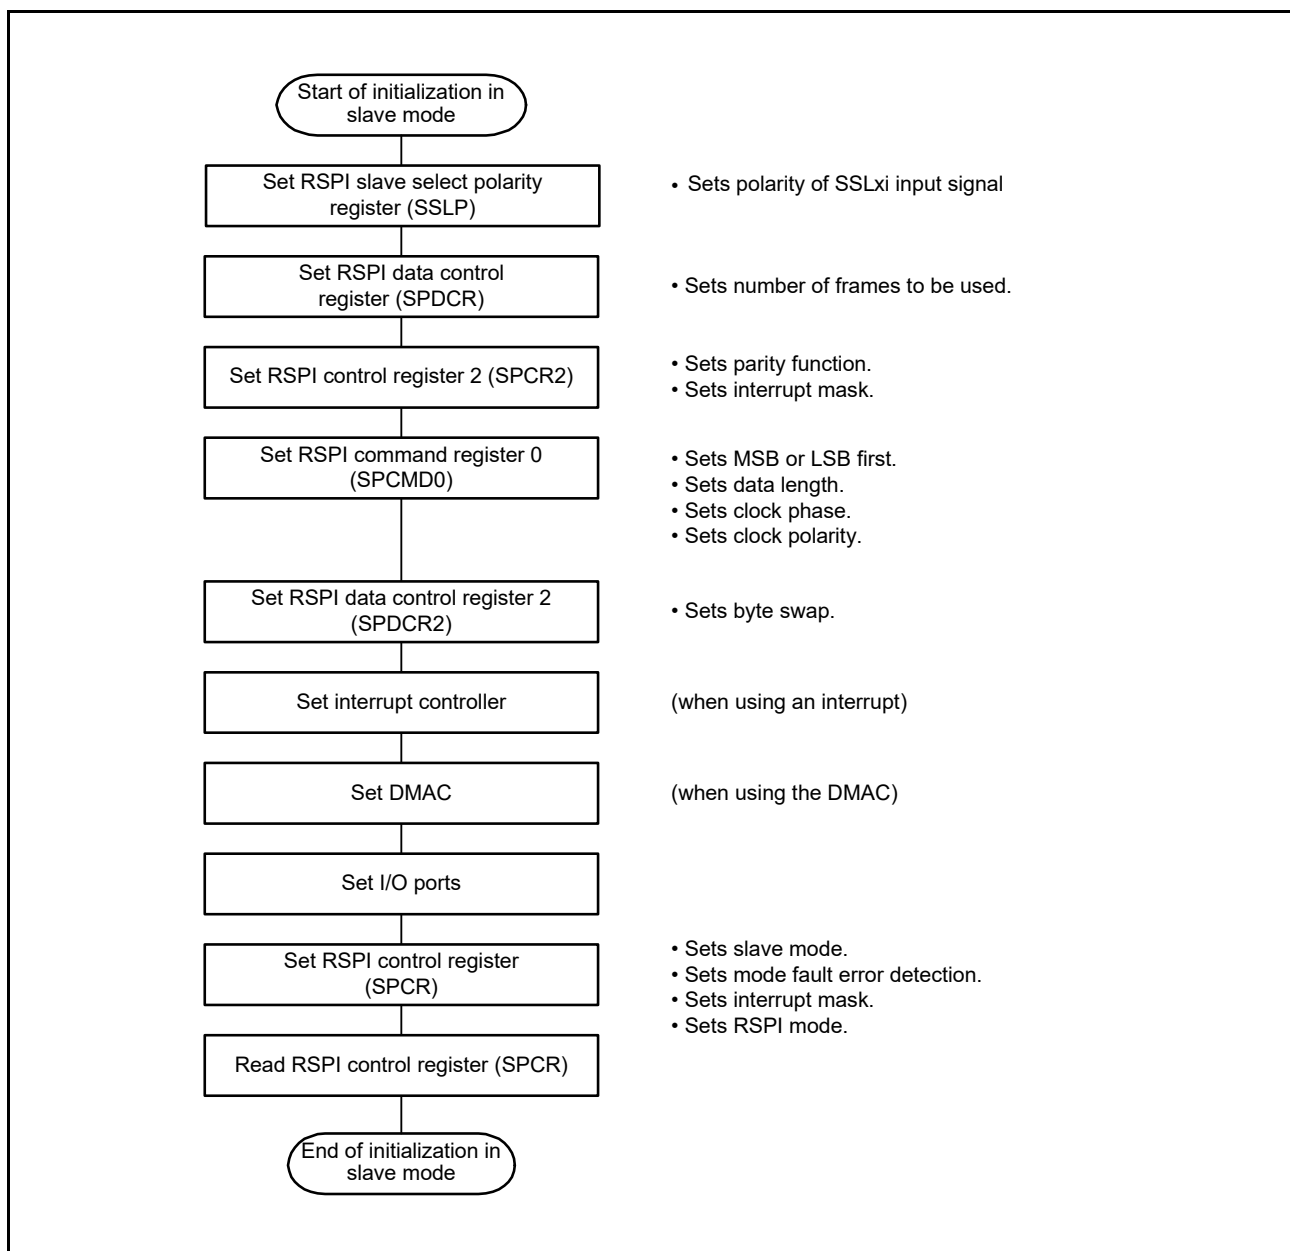 Start of initialization in
slave mode
Set RSPI slave select polarity
register (SSLP)
• Sets polarity of SSLxi input signal
Set RSPI data control
register (SPDCR)
• Sets number of frames to be used.
Set RSPI control register 2 (SPCR2)
• Sets parity function.
• Sets interrupt mask.
Set RSPI command register 0
(SPCMD0)
• Sets MSB or LSB first.
• Sets data length.
• Sets clock phase.
• Sets clock polarity.
Set RSPI data control register 2
(SPDCR2)
• Sets byte swap.
Set interrupt controller
(when using an interrupt)
Set DMAC
(when using the DMAC)
Set I/O ports
Set RSPI control register
(SPCR)
• Sets slave mode.
• Sets mode fault error detection.
• Sets interrupt mask.
• Sets RSPI mode.
Read RSPI control register (SPCR)
End of initialization in
slave mode